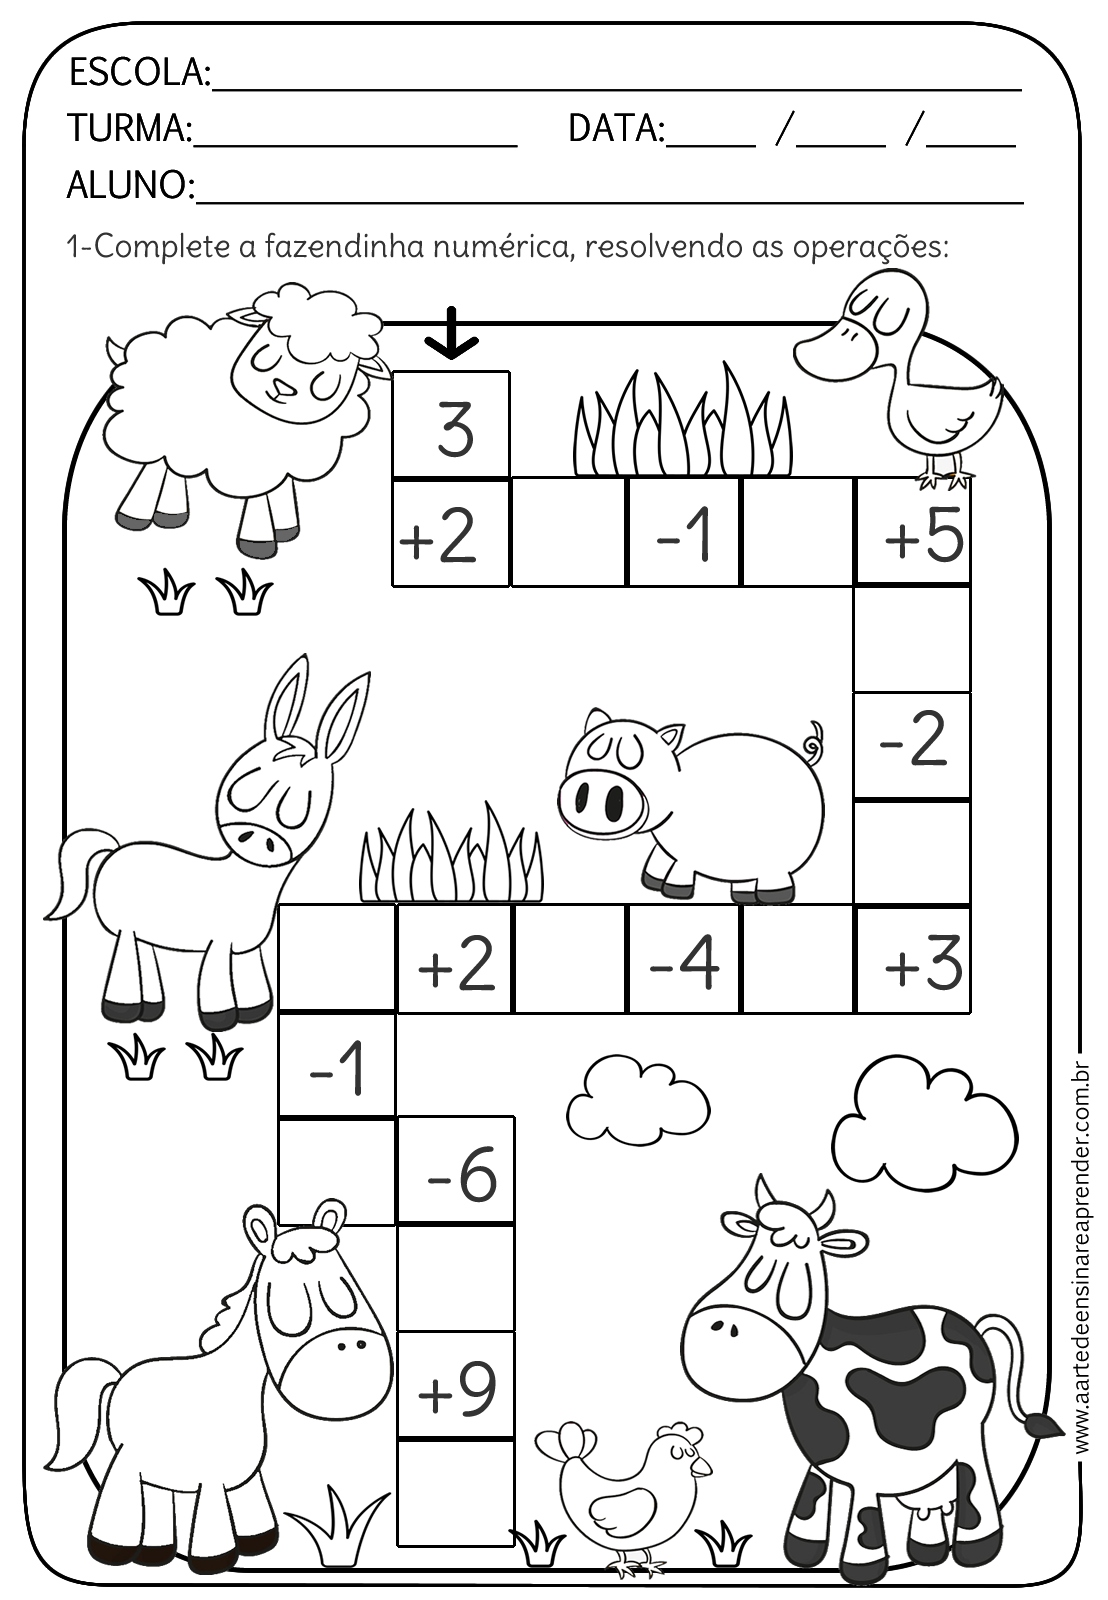 ESCOLA:
TURMA: DATA: / /
ALUNO:
1-Complete a fazendinha numérica, resolvendo as operações:
3
+2 -1 +5
-2
+2 -4 +3
-1
-6
+9
www.aartedeensinareaprender.com.br